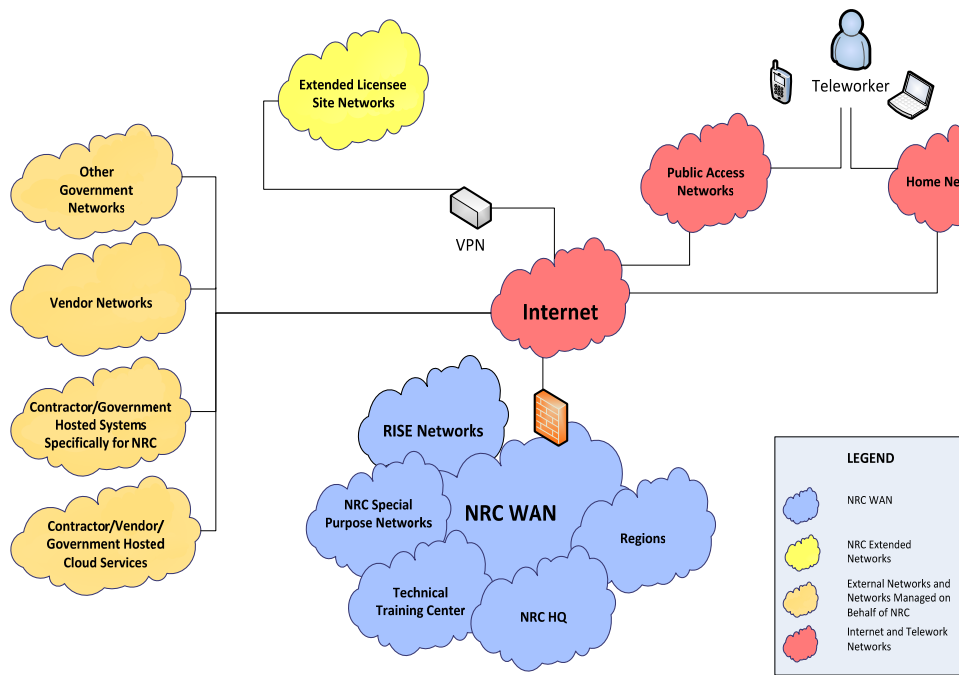 Extended Licensee
Site Networks
Teleworker
Other
Government
Networks
Public Access
Networks
Home
VPN
Vendor Networks
Internet
Contractor/Government
Hosted Systems
Specifically for NRC
RISE Networks
NRC Special
Purpose Networks
NRC WAN
Regions
Contractor/Vendor/
Government Hosted
Cloud Services
Technical
Training Center
NRC HQ
LEGEND
NRC WAN
NRC Extended
Networks
External Networks and
Networks Managed on
Behalf of NRC
Internet and Telework
Networks